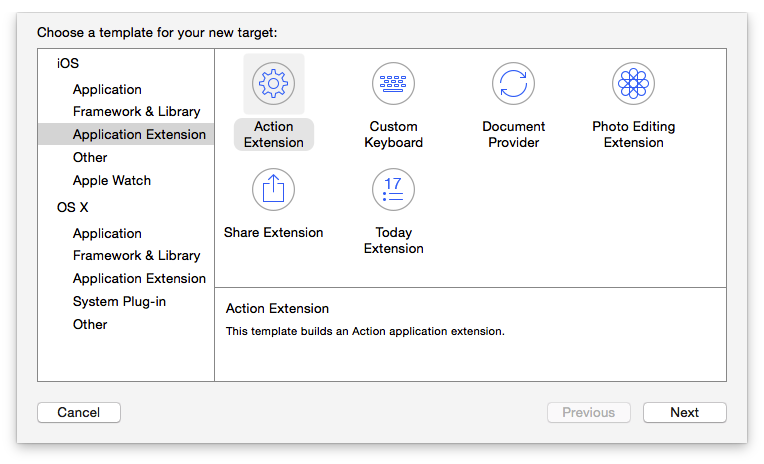 Choose a template for your new target:
iOS
Application
Framework & Library
Application Extension
Other
Apple Watch
OS X
Application
Framework & Library
Application Extension
System Plug-in
Other
Action
Extension
Custom
Keyboard
Document
Provider
Photo Editing
Extension
Share Extension
17
Today
Extension
Action Extension
This template builds an Action application extension.
Cancel
Previous
Next